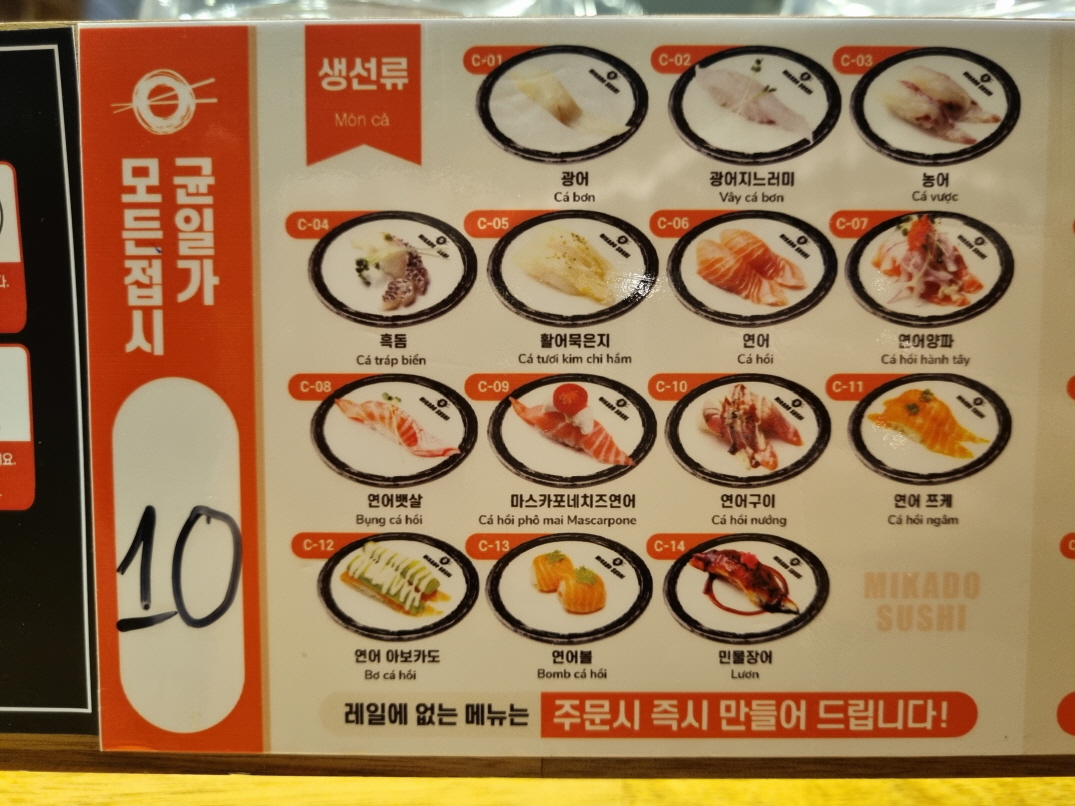 모든접시
균일가
10
생선류
Món cá
C-01
광어
Cá bơn
C-02
광어지느러미
Vây cá bơn
C-03
농어
Cá vược
C-04
흑돔
Cá tráp biển
C-05
활어묵은지
Cá tươi kim chi hầm
C-06
연어
Cá hồi
C-07
연어양파
Cá hồi hành tây
C-08
연어뱃살
Bụng cá hồi
C-09
마스카포네치즈연어
Cá hồi phô mai Mascarpone
C-10
연어구이
Cá hồi nướng
C-11
연어 쯔케
Cá hồi ngâm
C-12
연어 아보카도
Bơ cá hồi
C-13
연어볼
Bomb cá hồi
C-14
민물장어
Lươn
MIKADO
SUSHI
레일에 없는 메뉴는 주문시 즉시 만들어 드립니다!